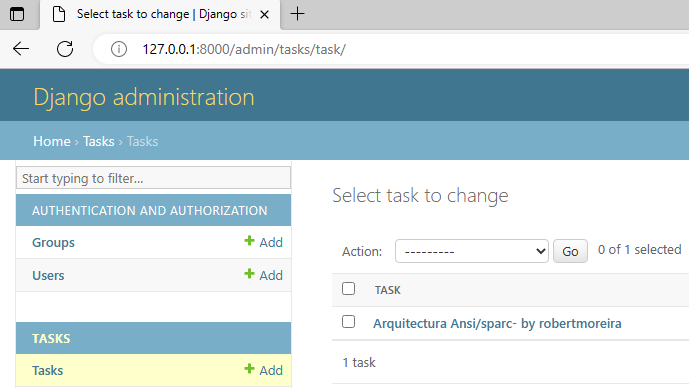 Select task to change | Django si
127.0.0.1:8000/admin/tasks/task/
Django administration
Home › Tasks › Tasks
Start typing to filter...
AUTHENTICATION AND AUTHORIZATION
Groups + Add
Users + Add
TASKS
Tasks + Add
Select task to change
Action: --------- Go 0 of 1 selected
TASK
Arquitectura Ansi/sparc- by robertmoreira
1 task